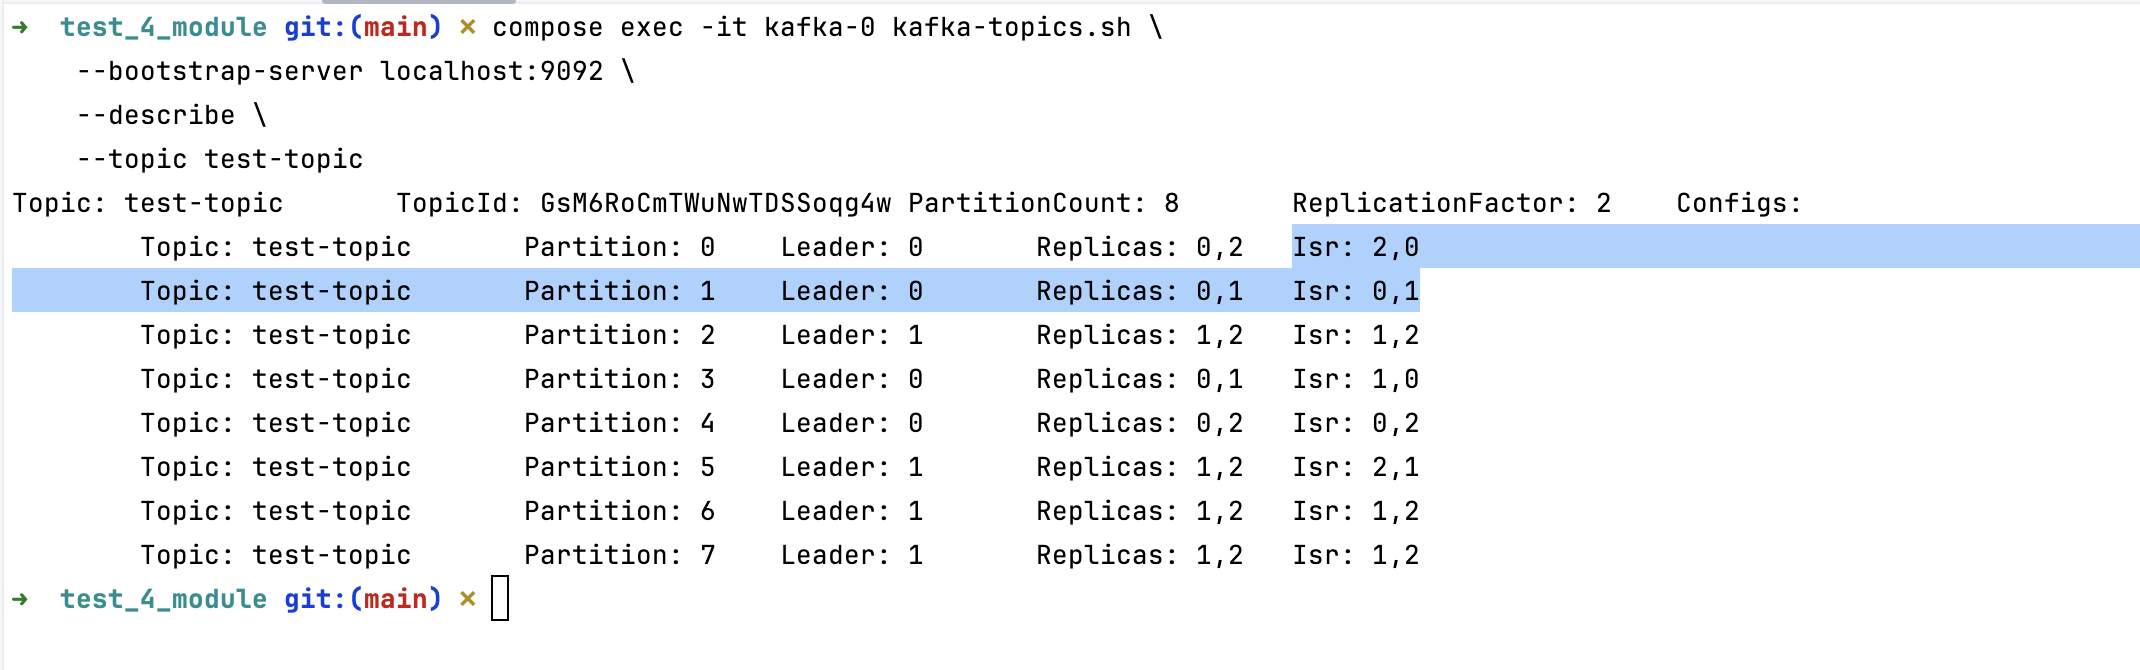 → test_4_module git:(main) × compose exec -it kafka-0 kafka-topics.sh \
--bootstrap-server localhost:9092 \
--describe \
--topic test-topic
Topic: test-topic TopicId: GsM6RoCmTWuNwTDSSoqg4w PartitionCount: 8 ReplicationFactor: 2 Configs:
Topic: test-topic Partition: 0 Leader: 0 Replicas: 0,2 Isr: 2,0
Topic: test-topic Partition: 1 Leader: 0 Replicas: 0,1 Isr: 0,1
Topic: test-topic Partition: 2 Leader: 1 Replicas: 1,2 Isr: 1,2
Topic: test-topic Partition: 3 Leader: 0 Replicas: 0,1 Isr: 1,0
Topic: test-topic Partition: 4 Leader: 0 Replicas: 0,2 Isr: 0,2
Topic: test-topic Partition: 5 Leader: 1 Replicas: 1,2 Isr: 2,1
Topic: test-topic Partition: 6 Leader: 1 Replicas: 1,2 Isr: 1,2
Topic: test-topic Partition: 7 Leader: 1 Replicas: 1,2 Isr: 1,2
→ test_4_module git:(main) ×